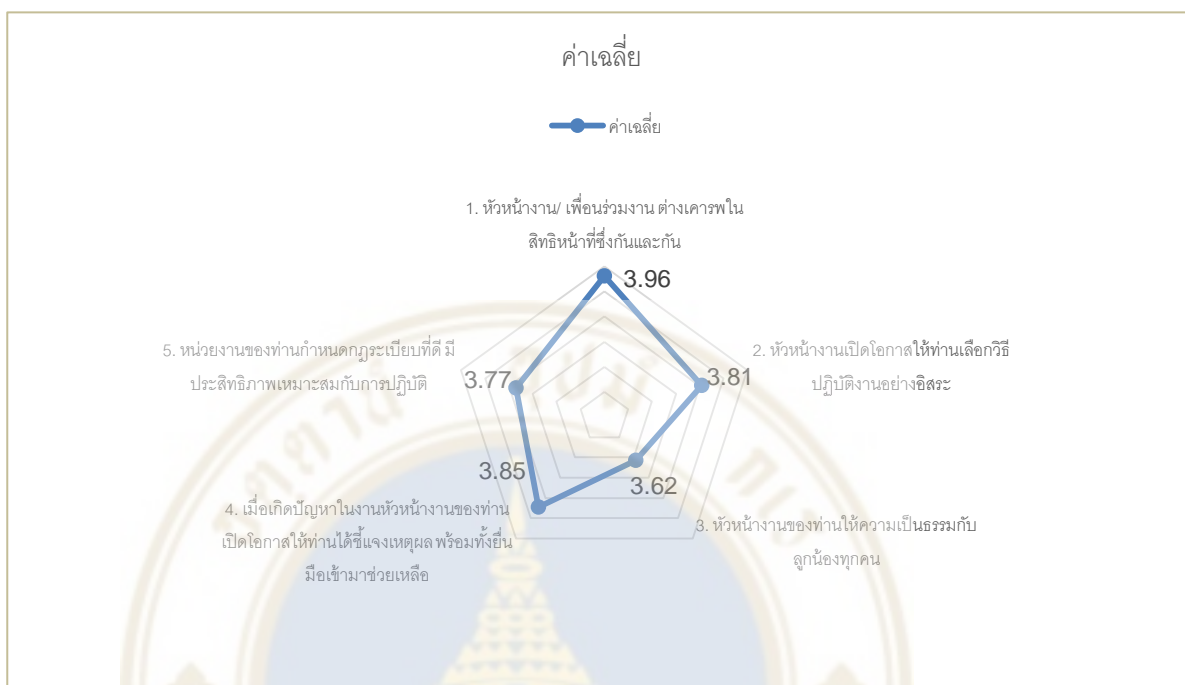 ค่าเฉลี่ย
ค่าเฉลี่ย
1. หัวหน้างาน/ เพื่อนร่วมงาน ต่างเคารพใน
สิทธิหน้าที่ซึ่งกันและกัน
3.96
5. หน่วยงานของท่านกำหนดกฎระเบียบที่ดี มี
ประสิทธิภาพเหมาะสมกับการปฏิบัติ
3.77
2. หัวหน้างานเปิดโอกาสให้ท่านเลือกวิธี
ปฏิบัติงานอย่างอิสระ
3.81
3.85
3.62
4. เมื่อเกิดปัญหาในงานหัวหน้างานของท่าน
เปิดโอกาสให้ท่านได้ชี้แจงเหตุผล พร้อมทั้งยื่น
มือเข้ามาช่วยเหลือ
3. หัวหน้างานของท่านให้ความเป็นธรรมกับ
ลูกน้องทุกคน